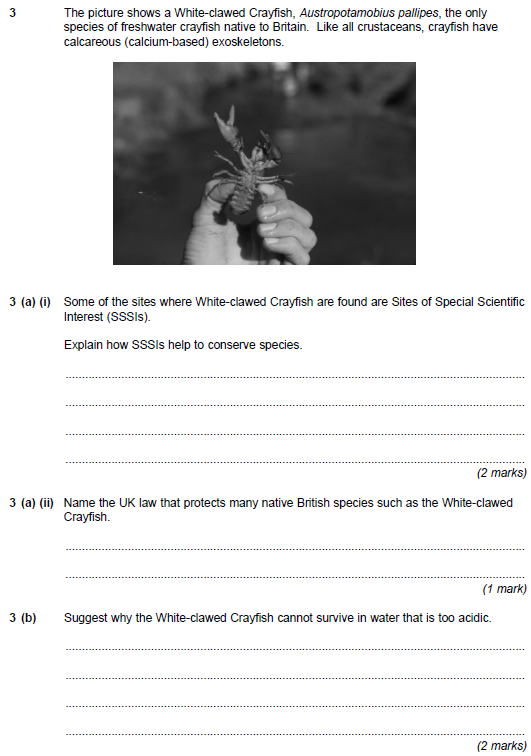 3 The picture shows a White-clawed Crayfish, Austropotamobius pallipes, the only
species of freshwater crayfish native to Britain. Like all crustaceans, crayfish have
calcareous (calcium-based) exoskeletons.
3 (a) (i) Some of the sites where White-clawed Crayfish are found are Sites of Special Scientific
Interest (SSSIs).
Explain how SSSIs help to conserve species.
(2 marks)
3 (a) (ii) Name the UK law that protects many native British species such as the White-clawed
Crayfish.
(1 mark)
3 (b) Suggest why the White-clawed Crayfish cannot survive in water that is too acidic.
(2 marks)